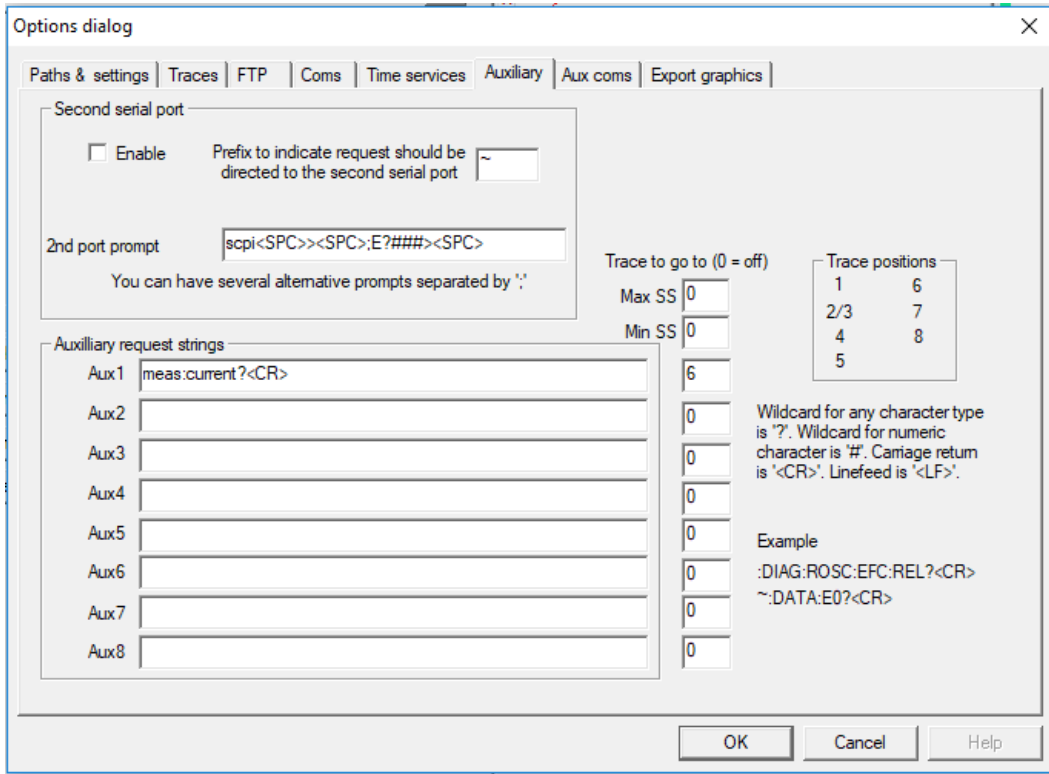 Options dialog
Paths & settings Traces FTP Coms Time services Auxiliary Aux coms Export graphics
Second serial port
Enable
Prefix to indicate request should be
directed to the second serial port
~
2nd port prompt
scpi<SPC>><SPC>;E?###><SPC>
You can have several alternative prompts separated by ';'
Trace to go to (0 = off)
Max SS 0
Min SS 0
Trace positions
1 6
2/3 7
4 8
5
Auxilliary request strings
Aux1 meas:current?<CR> 6
Aux2 0
Aux3 0
Aux4 0
Aux5 0
Aux6 0
Aux7 0
Aux8 0
Wildcard for any character type
is '?'. Wildcard for numeric
character is '#'. Carriage return
is '<CR>'. Linefeed is '<LF>'.
Example
:DIAG:ROSC:EFC:REL?<CR>
~:DATA:E0?<CR>
OK Cancel Help